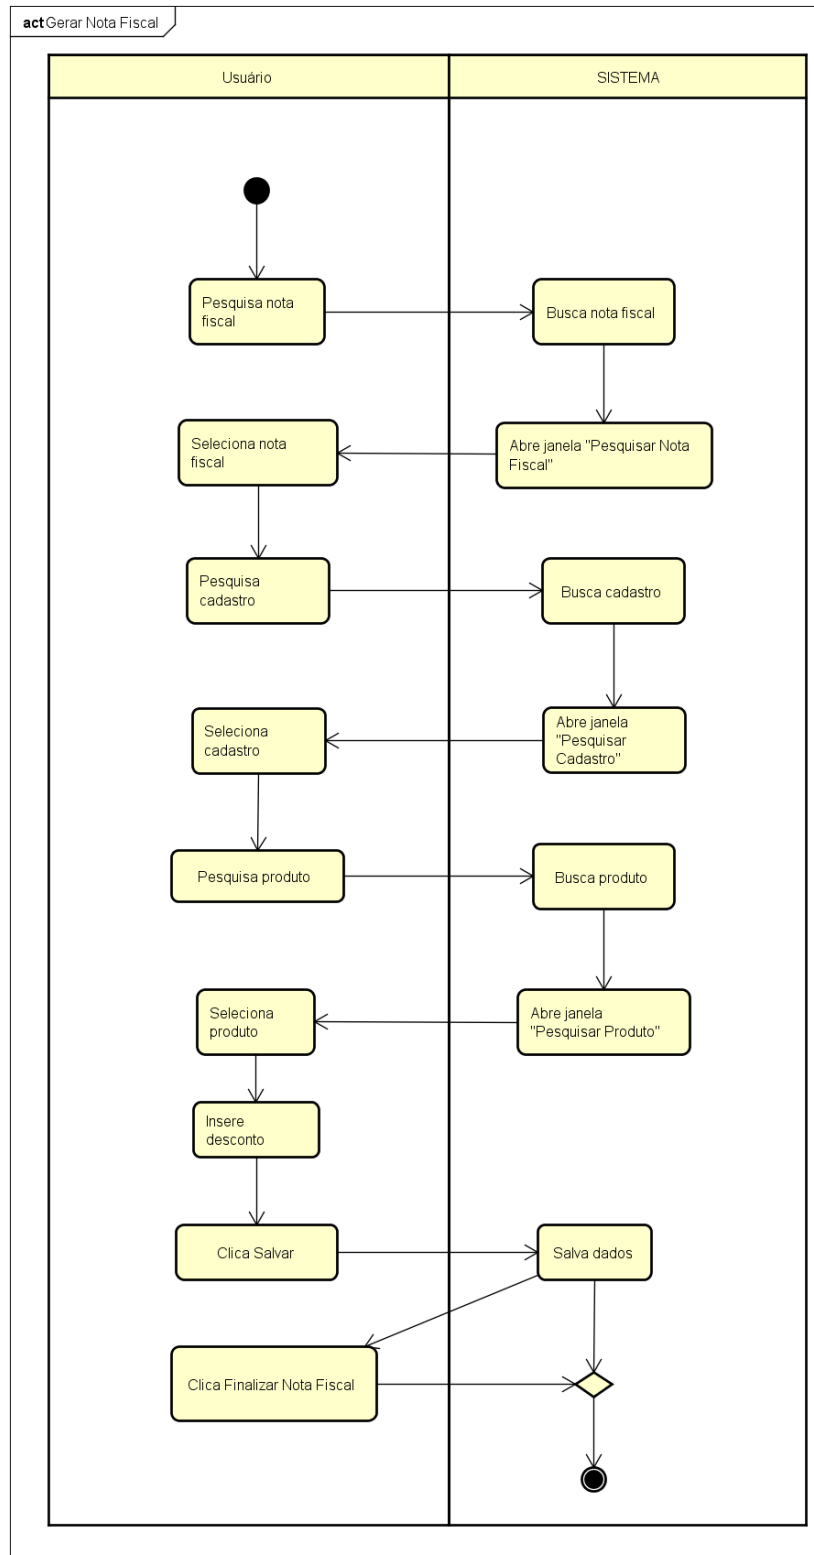 act Gerar Nota Fiscal
Usuário
SISTEMA
Pesquisa nota
fiscal
Busca nota fiscal
Seleciona nota
fiscal
Abre janela "Pesquisar Nota
Fiscal"
Pesquisa
cadastro
Busca cadastro
Seleciona
cadastro
Abre janela
"Pesquisar
Cadastro"
Pesquisa produto
Busca produto
Seleciona
produto
Abre janela
"Pesquisar Produto"
Insere
desconto
Clica Salvar
Salva dados
Clica Finalizar Nota Fiscal